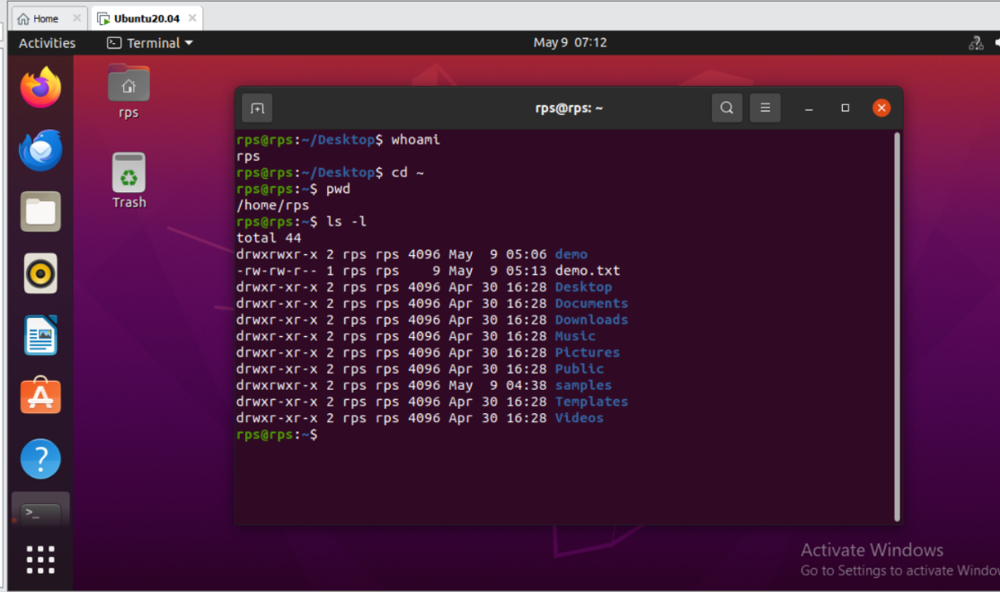 Home
Ubuntu20.04
Activities
Terminal
May 9 07:12
rps
Trash
rps@rps: ~
rps@rps:~/Desktop$ whoami
rps
rps@rps:~/Desktop$ cd ~
rps@rps:~$ pwd
/home/rps
rps@rps:~$ ls -l
total 44
drwxrwxr-x 2 rps rps 4096 May  9 05:06 demo
-rw-rw-r-- 1 rps rps    9 May  9 05:13 demo.txt
drwxr-xr-x 2 rps rps 4096 Apr 30 16:28 Desktop
drwxr-xr-x 2 rps rps 4096 Apr 30 16:28 Documents
drwxr-xr-x 2 rps rps 4096 Apr 30 16:28 Downloads
drwxr-xr-x 2 rps rps 4096 Apr 30 16:28 Music
drwxr-xr-x 2 rps rps 4096 Apr 30 16:28 Pictures
drwxr-xr-x 2 rps rps 4096 Apr 30 16:28 Public
drwxrwxr-x 2 rps rps 4096 May  9 04:38 samples
drwxr-xr-x 2 rps rps 4096 Apr 30 16:28 Templates
drwxr-xr-x 2 rps rps 4096 Apr 30 16:28 Videos
rps@rps:~$
Activate Windows
Go to Settings to activate Windo